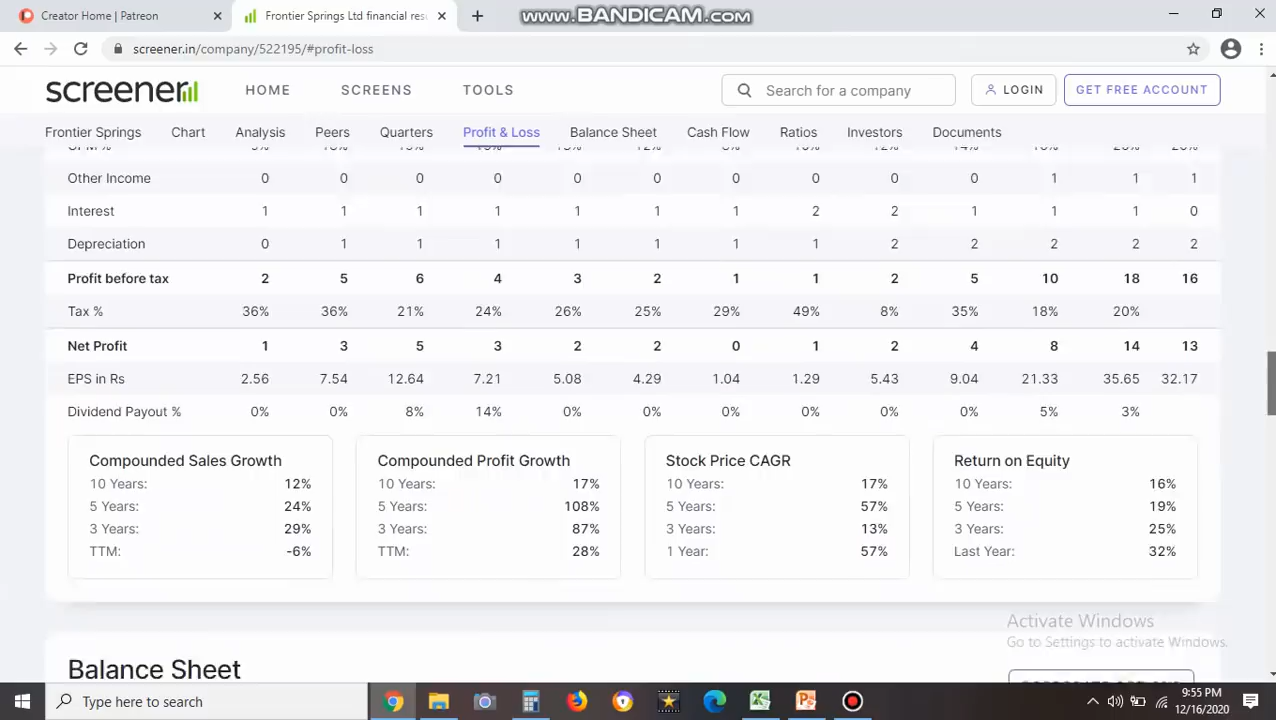 Creator Home | Patreon
Frontier Springs Ltd financial res
www.BANDICAM.com
screener.in/company/522195/#profit-loss
screener
HOME SCREENS TOOLS
Search for a company
LOGIN
GET FREE ACCOUNT
Frontier Springs Chart Analysis Peers Quarters Profit & Loss Balance Sheet Cash Flow Ratios Investors Documents
Other Income 0 0 0 0 0 0 0 0 0 0 1 1 1
Interest 1 1 1 1 1 1 1 2 2 1 1 1 0
Depreciation 0 1 1 1 1 1 1 1 2 2 2 2 2
Profit before tax 2 5 6 4 3 2 1 1 2 5 10 18 16
Tax % 36% 36% 21% 24% 26% 25% 29% 49% 8% 35% 18% 20%
Net Profit 1 3 5 3 2 2 0 1 2 4 8 14 13
EPS in Rs 2.56 7.54 12.64 7.21 5.08 4.29 1.04 1.29 5.43 9.04 21.33 35.65 32.17
Dividend Payout % 0% 0% 8% 14% 0% 0% 0% 0% 0% 0% 5% 3%
Compounded Sales Growth
10 Years: 12%
5 Years: 24%
3 Years: 29%
TTM: -6%
Compounded Profit Growth
10 Years: 17%
5 Years: 108%
3 Years: 87%
TTM: 28%
Stock Price CAGR
10 Years: 17%
5 Years: 57%
3 Years: 13%
1 Year: 57%
Return on Equity
10 Years: 16%
5 Years: 19%
3 Years: 25%
Last Year: 32%
Activate Windows
Go to Settings to activate Windows.
Balance Sheet
Type here to search
9:55 PM
12/16/2020